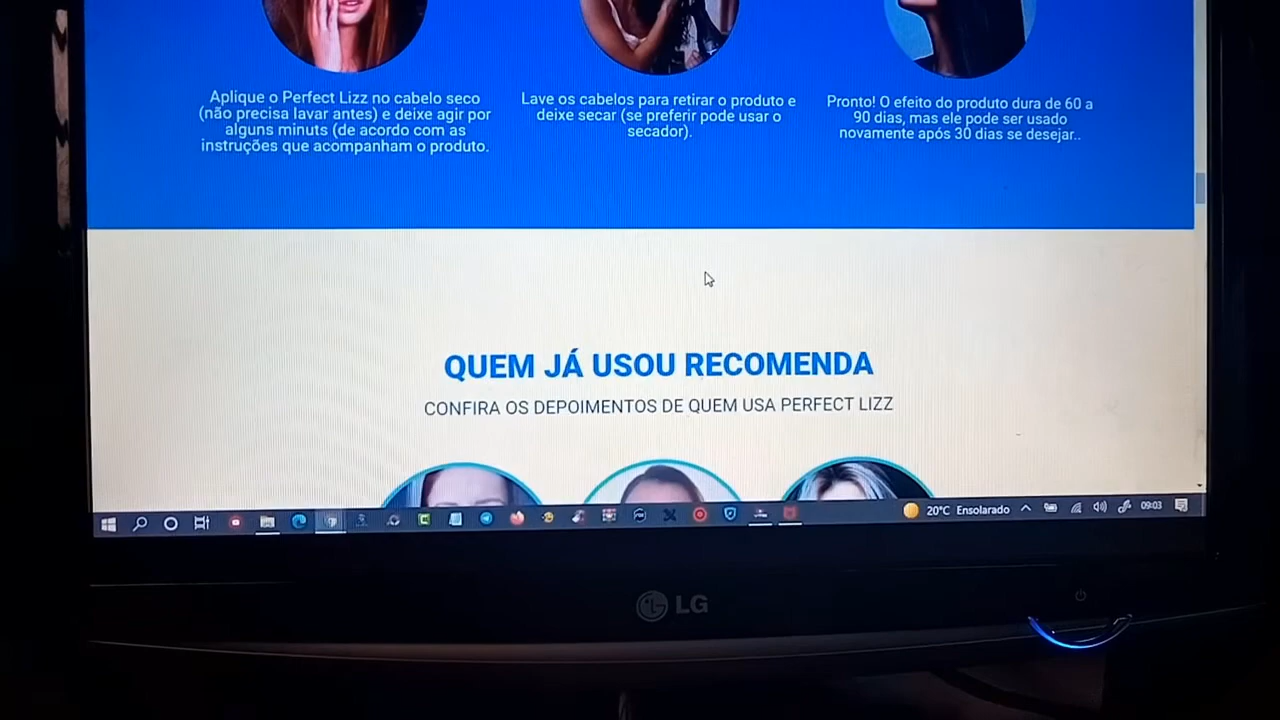 Aplique o Perfect Lizz no cabelo seco
(não precisa lavar antes) e deixe agir por
alguns minuts (de acordo com as
instruções que acompanham o produto.
Lave os cabelos para retirar o produto e
deixe secar (se preferir pode usar o
secador).
Pronto! O efeito do produto dura de 60 a
90 dias, mas ele pode ser usado
novamente após 30 dias se desejar..
QUEM JÁ USOU RECOMENDA
CONFIRA OS DEPOIMENTOS DE QUEM USA PERFECT LIZZ
20°C Ensolarado
09:03
LG